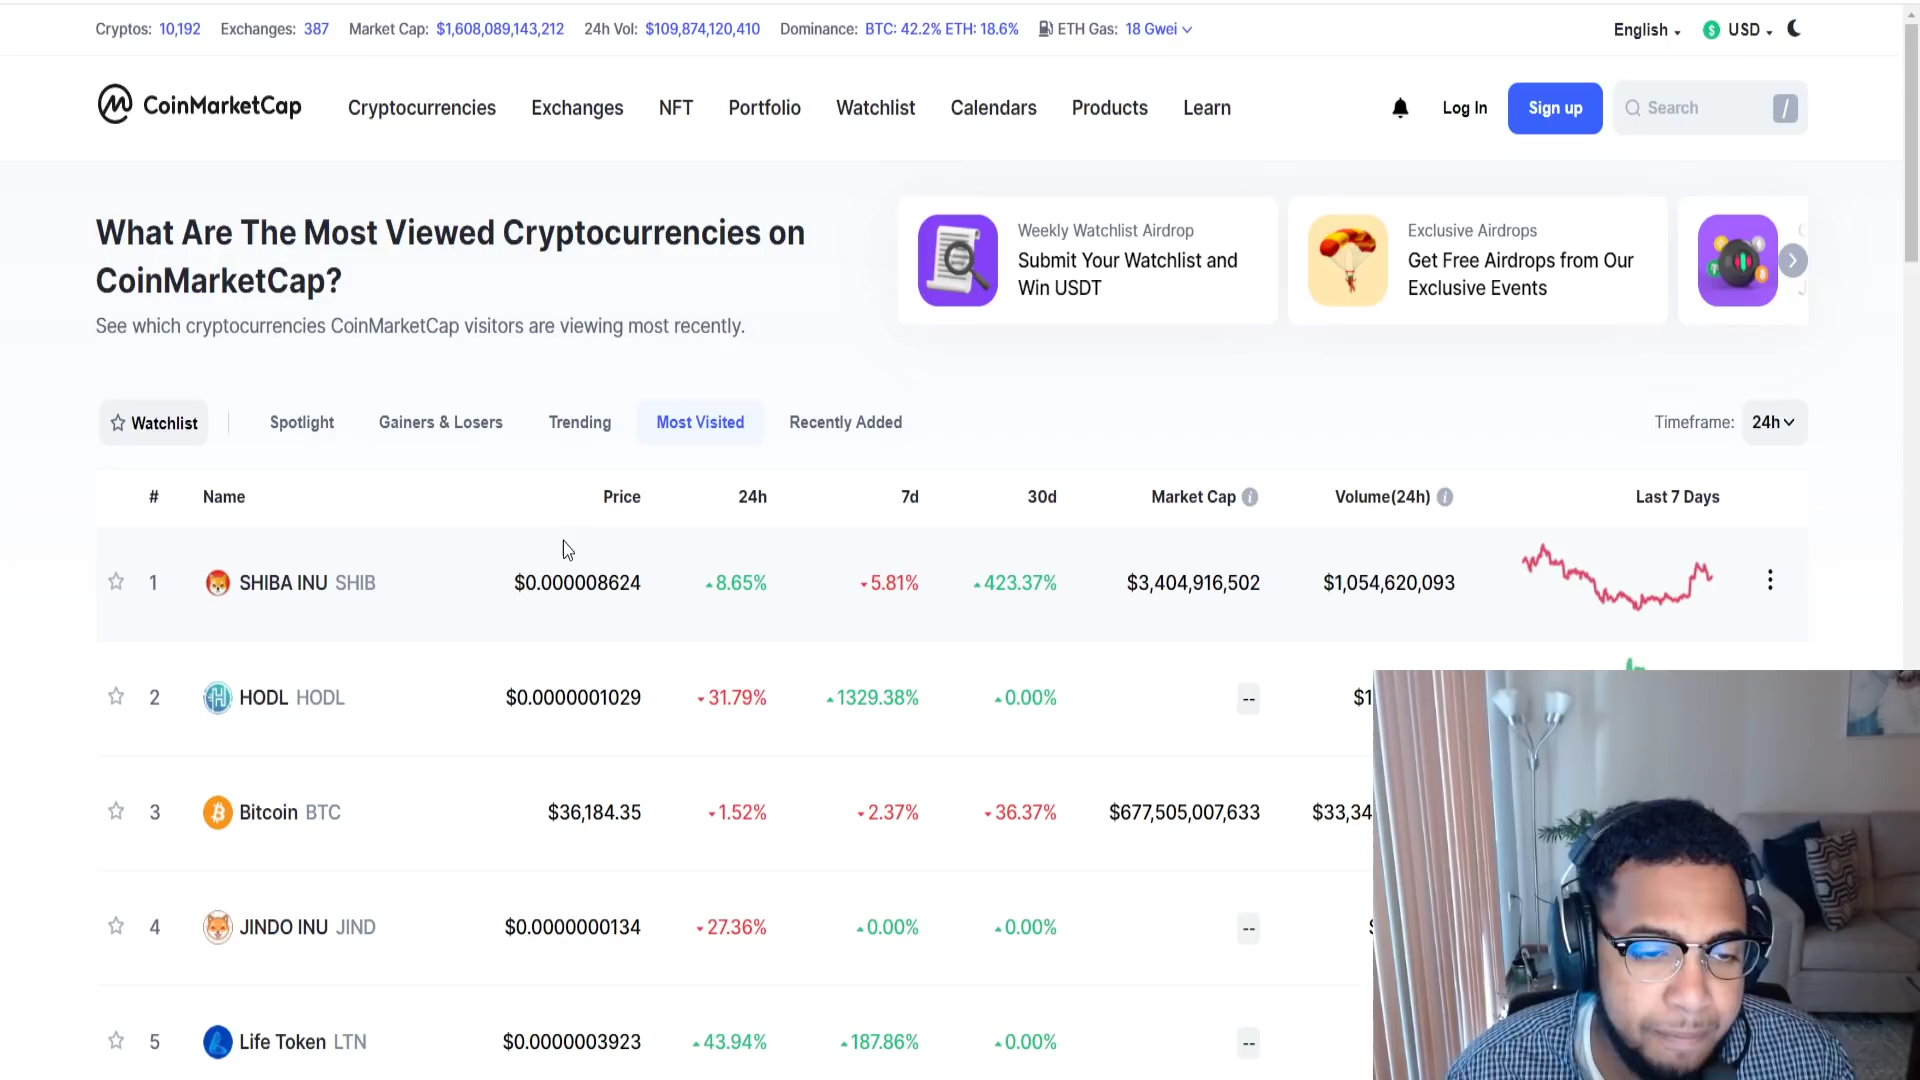 Cryptos: 10,192 Exchanges: 387 Market Cap: $1,608,089,143,212 24h Vol: $109,874,120,410 Dominance: BTC: 42.2% ETH: 18.6% ETH Gas: 18 Gwei English USD
CoinMarketCap Cryptocurrencies Exchanges NFT Portfolio Watchlist Calendars Products Learn Log In Sign up Search /
What Are The Most Viewed Cryptocurrencies on
CoinMarketCap?
See which cryptocurrencies CoinMarketCap visitors are viewing most recently.
Weekly Watchlist Airdrop
Submit Your Watchlist and
Win USDT
Exclusive Airdrops
Get Free Airdrops from Our
Exclusive Events
Watchlist Spotlight Gainers & Losers Trending Most Visited Recently Added Timeframe: 24h
# Name Price 24h 7d 30d Market Cap Volume(24h) Last 7 Days
1 SHIBA INU SHIB $0.000008624 8.65% 5.81% 423.37% $3,404,916,502 $1,054,620,093
2 HODL HODL $0.0000001029 31.79% 1329.38% 0.00% -- $1
3 Bitcoin BTC $36,184.35 1.52% 2.37% 36.37% $677,505,007,633 $33,34
4 JINDO INU JIND $0.0000000134 27.36% 0.00% 0.00% --
5 Life Token LTN $0.0000003923 43.94% 187.86% 0.00% --